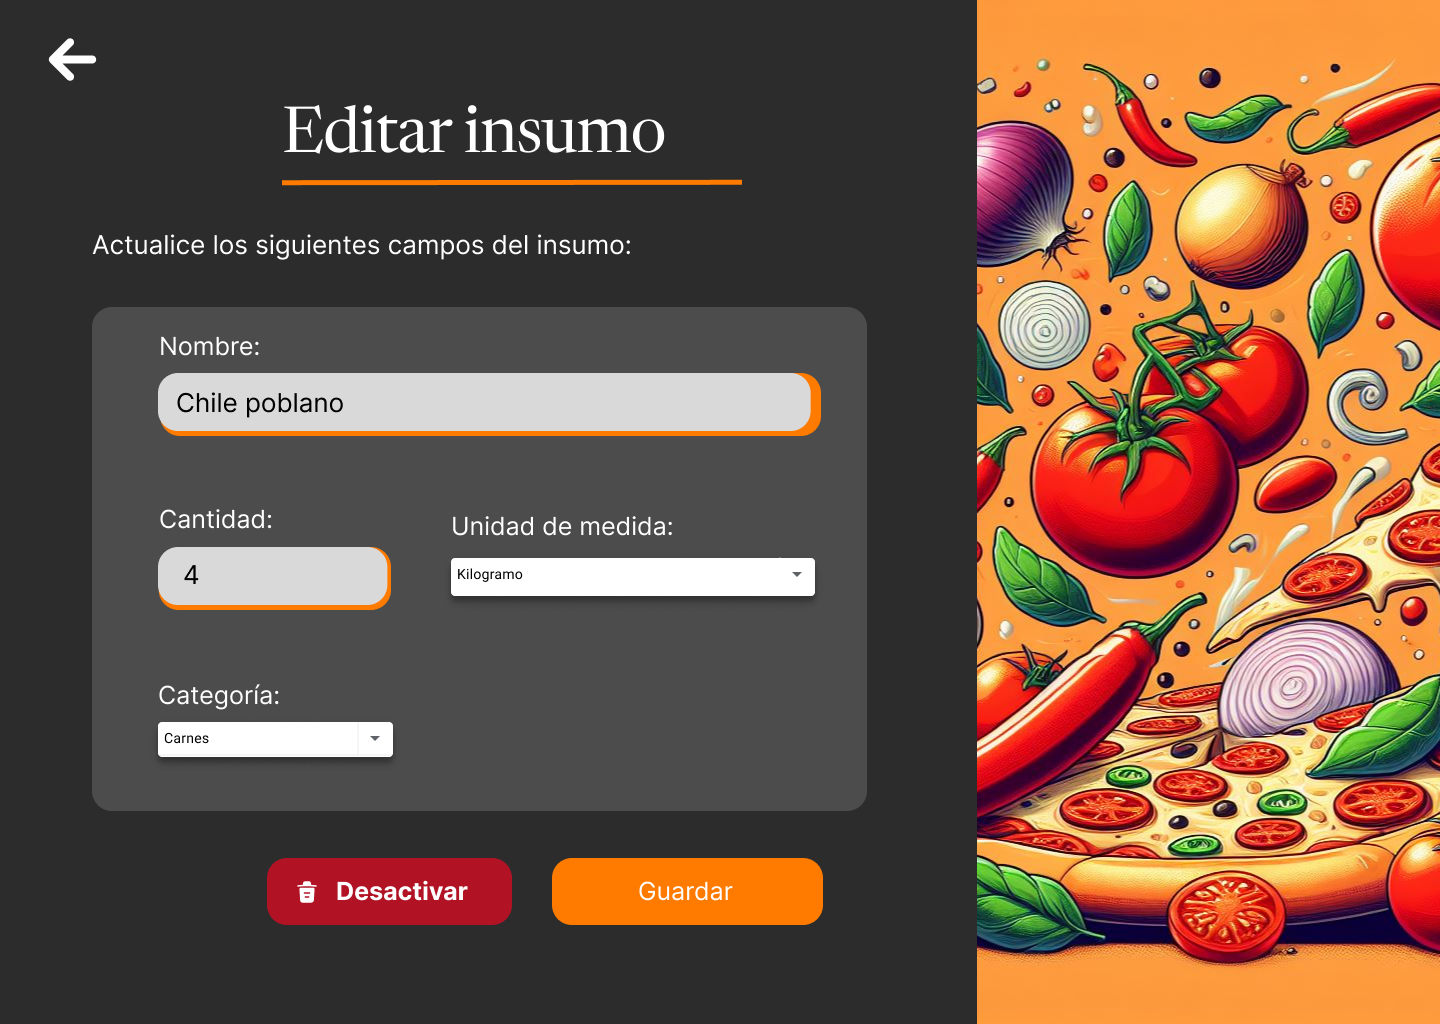 Editar insumo
Actualice los siguientes campos del insumo:
Nombre:
Chile poblano
Cantidad:
4
Unidad de medida:
Kilogramo
Categoría:
Carnes
Desactivar
Guardar